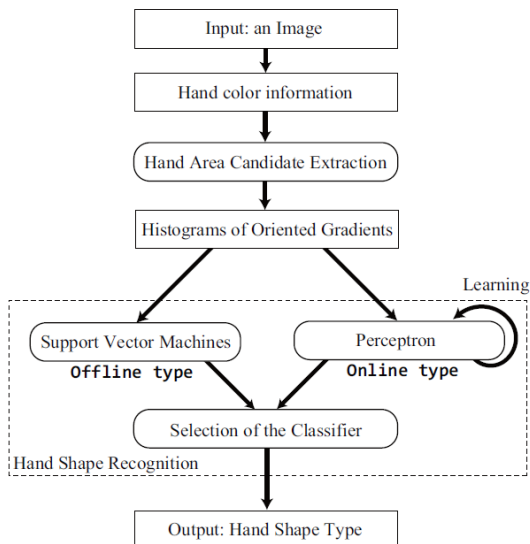 Input: an Image
Hand color information
Hand Area Candidate Extraction
Histograms of Oriented Gradients
Learning
Support Vector Machines
Perceptron
Offline type
Online type
Selection of the Classifier
Hand Shape Recognition
Output: Hand Shape Type